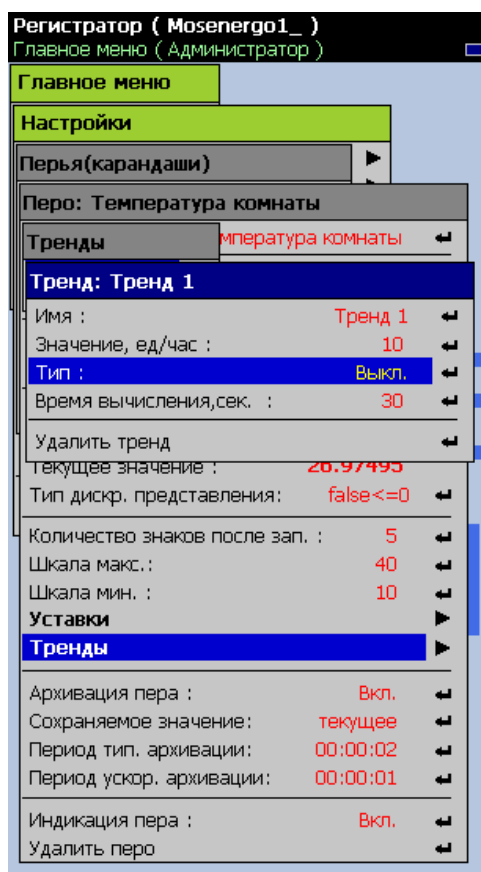 Регистратор ( Mosenergo1_ )
Главное меню ( Администратор )
Главное меню
Настройки
Перья(карандаши)
Перо: Температура комнаты
Тренды
мпература комнаты
Тренд: Тренд 1
Имя : Тренд 1
Значение, ед/час : 10
Тип : Выкл.
Время вычисления,сек. : 30
Удалить тренд
Текущее значение : 26.97495
Тип дискр. представления: false<=0
Количество знаков после зап. : 5
Шкала макс.: 40
Шкала мин. : 10
Уставки
Тренды
Архивация пера : Вкл.
Сохраняемое значение: текущее
Период тип. архивации: 00:00:02
Период ускор. архивации: 00:00:01
Индикация пера : Вкл.
Удалить перо